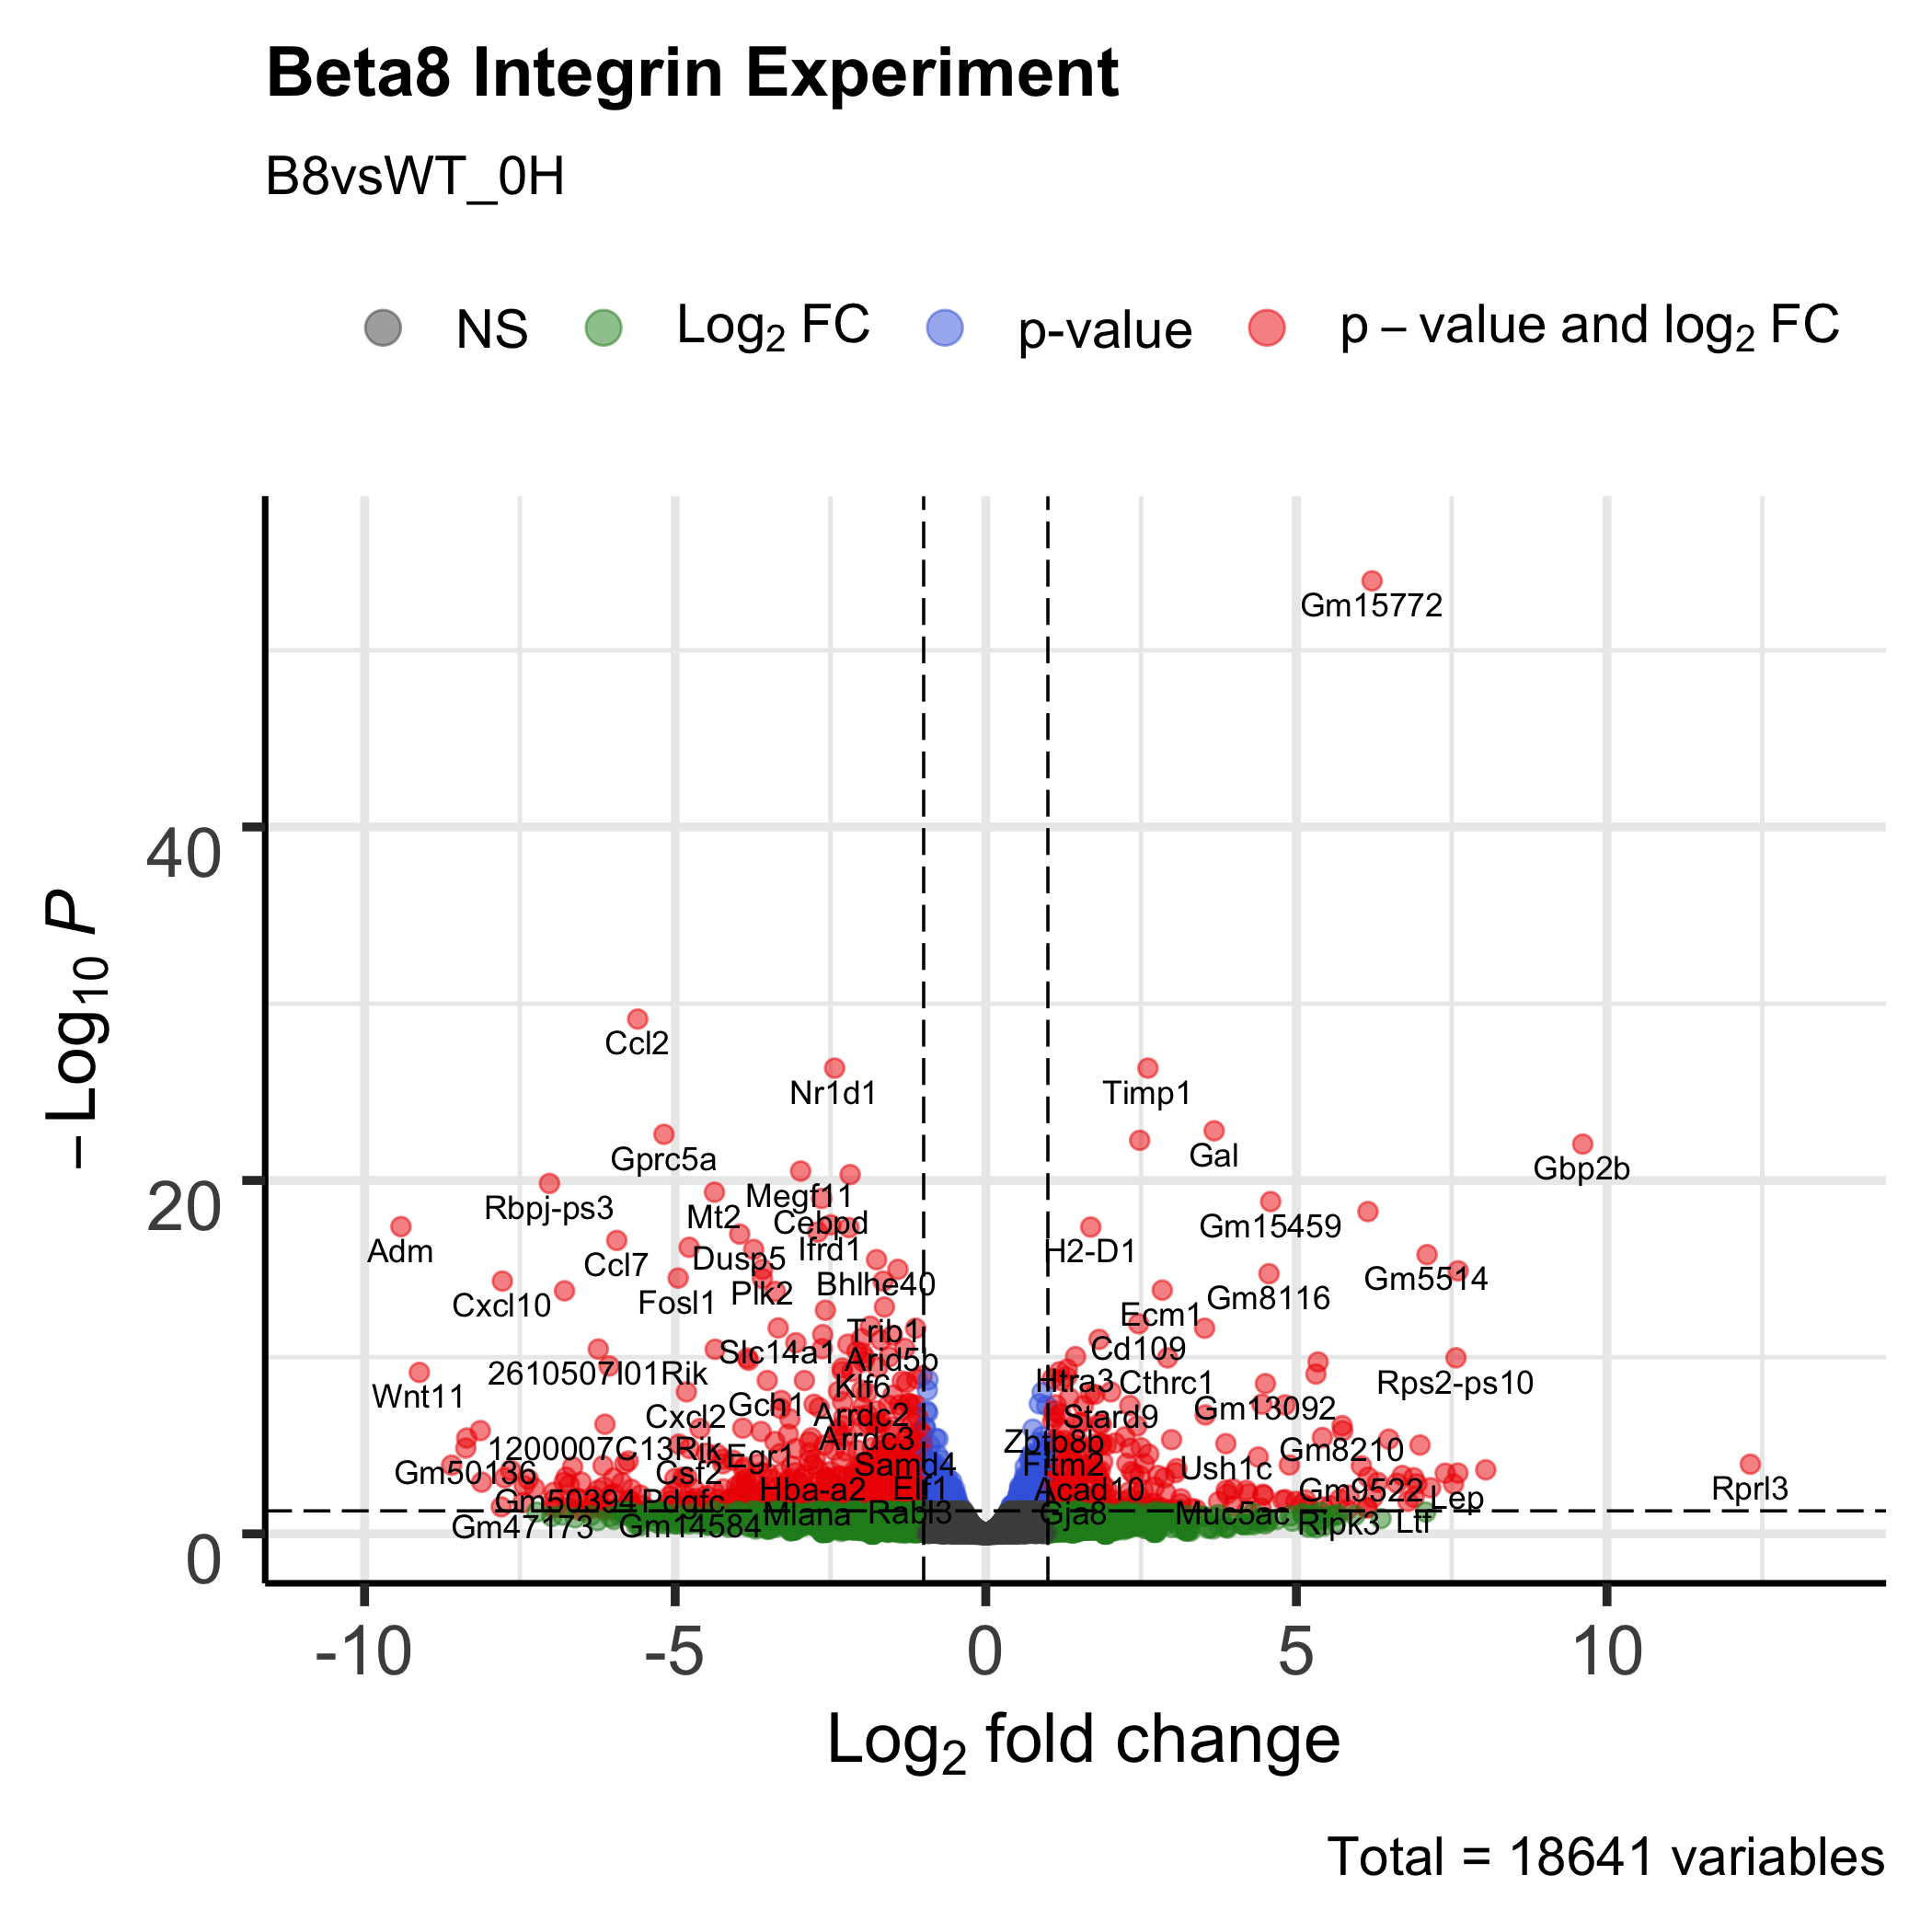 Beta8 Integrin Experiment
B8vsWT_0H
NS Log2 FC p-value p – value and log2 FC
Gm15772
40
Ccl2
Nr1d1 Timp1
Gprc5a Gal Gbp2b
20
Rbpj-ps3 Mt2 Megf11 Gm15459
Adm Ccl7 Dusp5 Cebpd Ifrd1 H2-D1 Gm5514
Cxcl10 Fosl1 Plk2 Bhlhe40 Ecm1 Gm8116
Slc14a1 Trib1 Cd109
Wnt11 2610507I01Rik Arid5b Klf6 Htra3 Cthrc1 Rps2-ps10
Cxcl2 Gch1 Arrdc2 Stard9 Gm13092
1200007C13Rik Egr1 Arrdc3 Zbtb8b Gm8210
Gm50136 Csf2 Samd4 Fitm2 Ush1c
Gm50394 Pdgfc Hba-a2 Elf1 Acad10 Gm9522 Lep Rprl3
Gm47173 Gm14584 Mlana Rabl3 Gja8 Muc5ac Ripk3 Ltf
0
-10 -5 0 5 10
– Log10 P
Log2 fold change
Total = 18641 variables